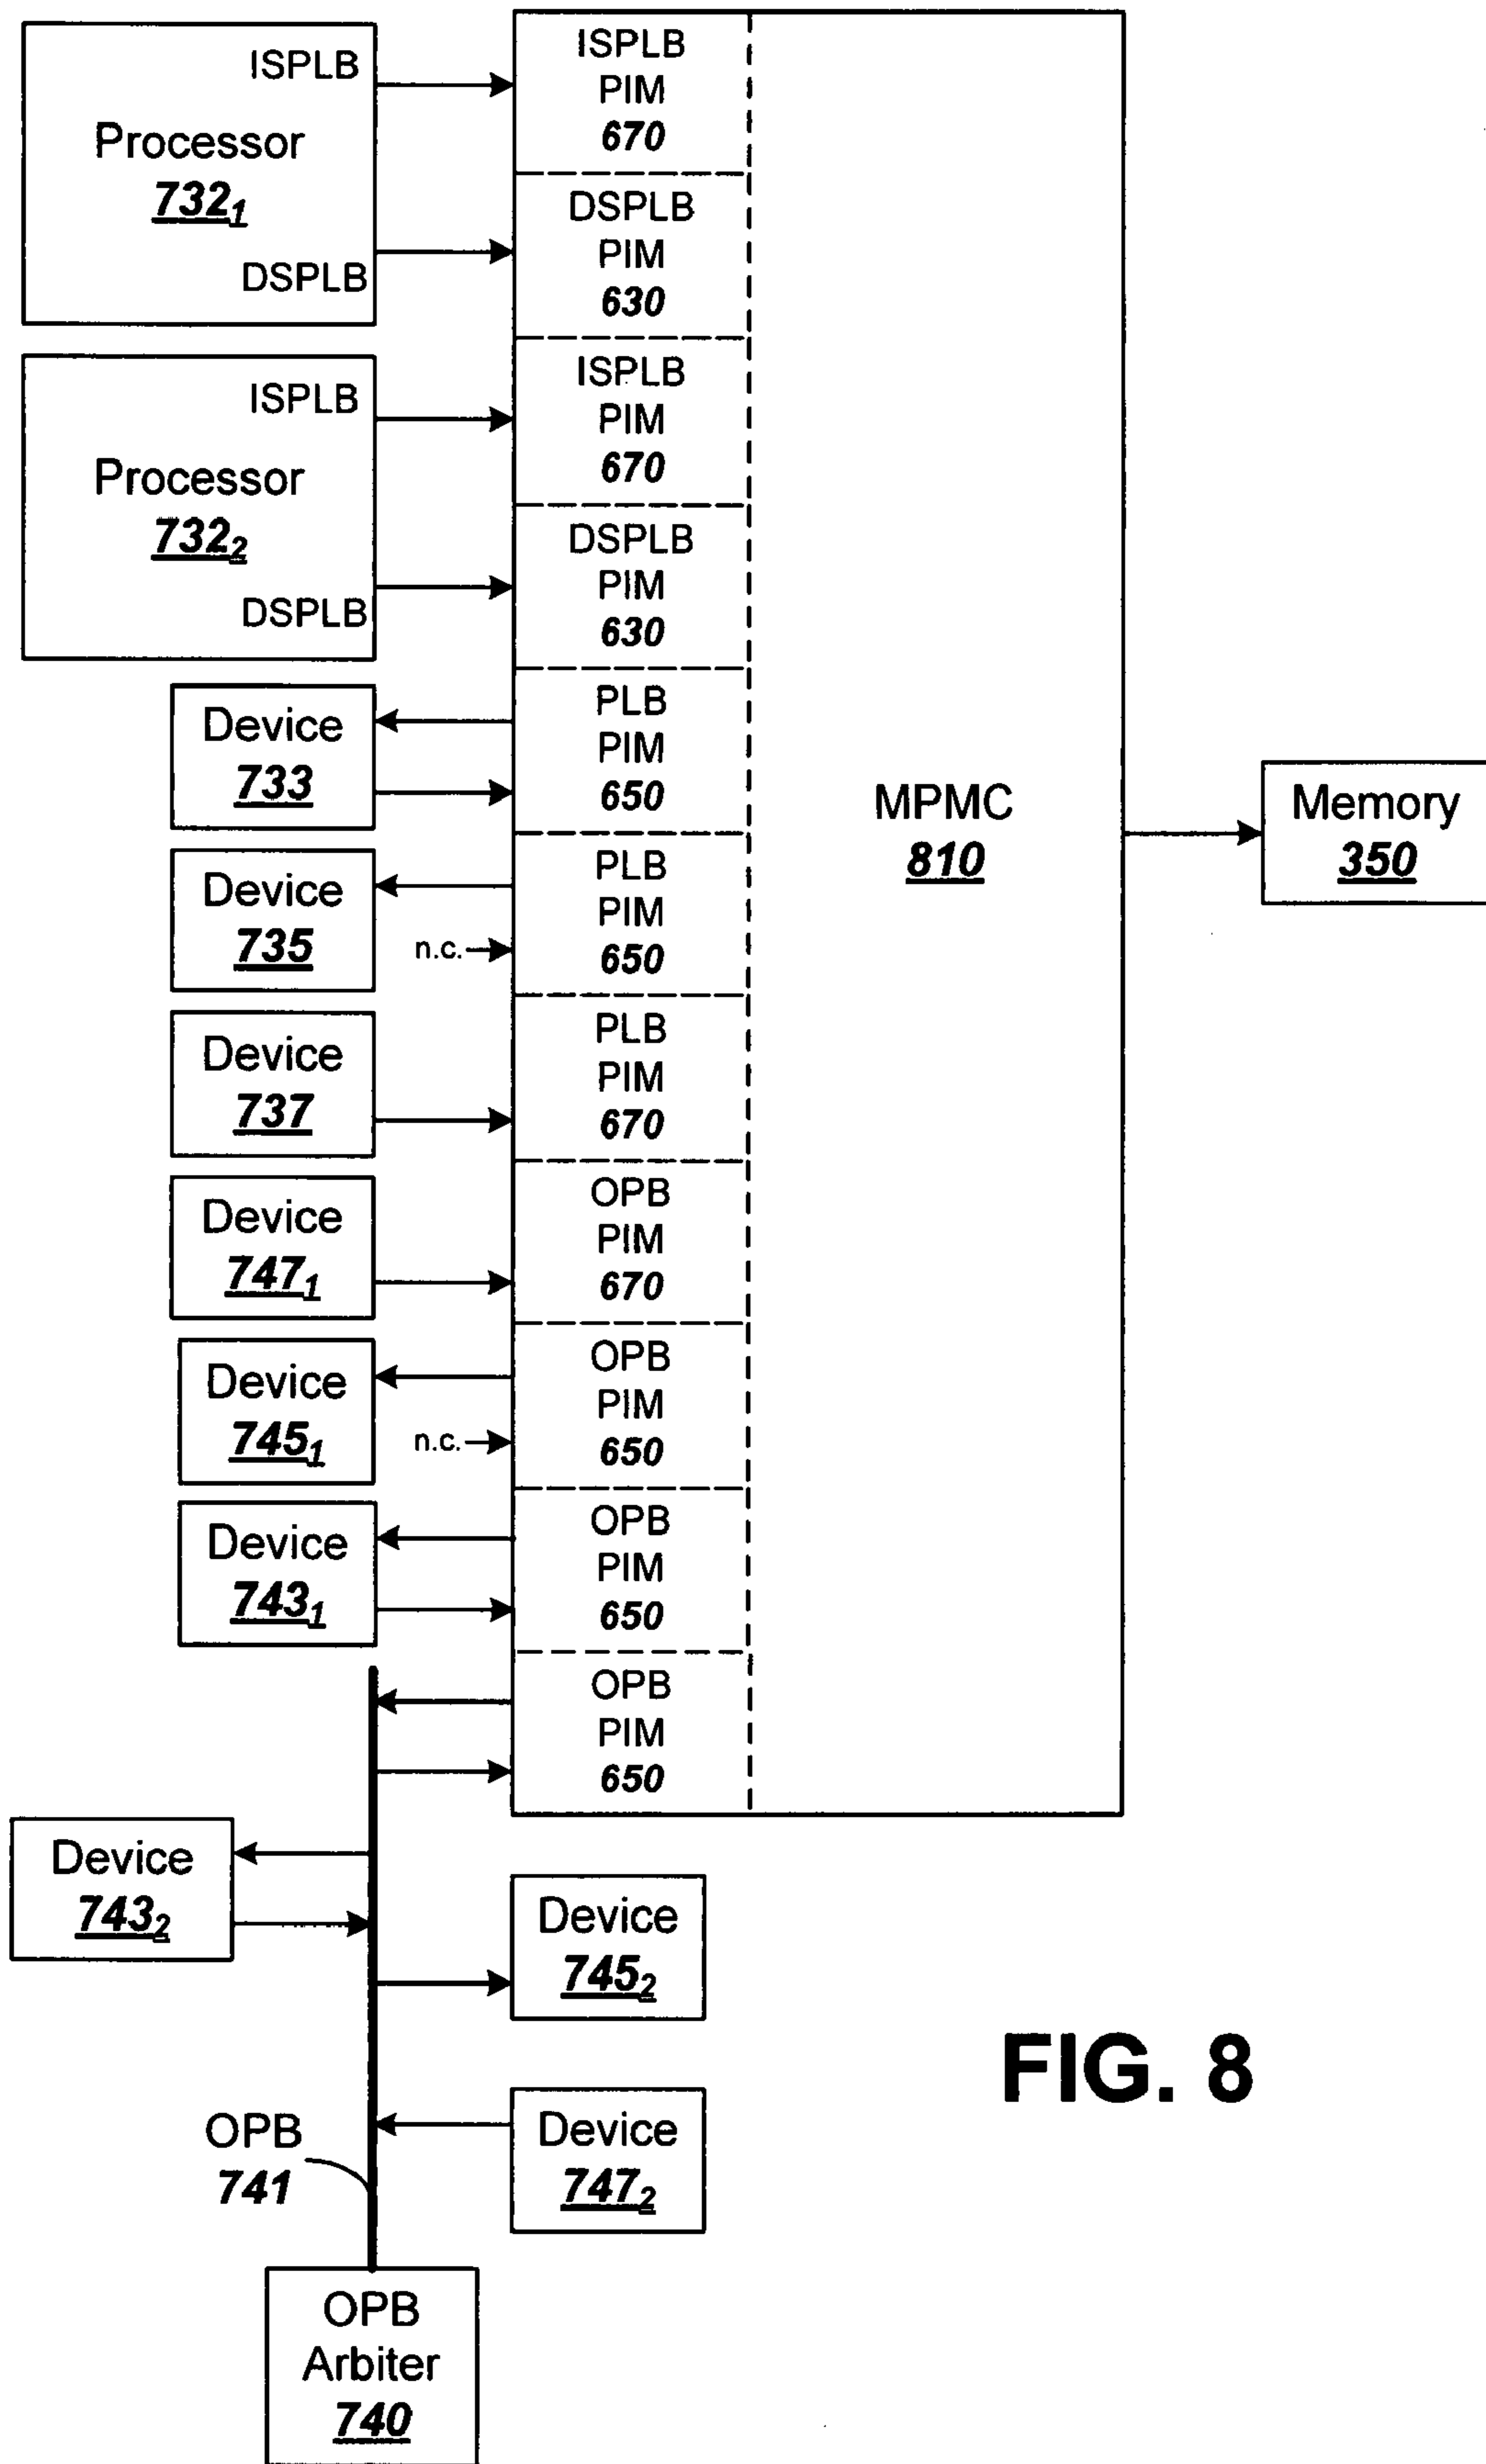 ISPLB
Processor
732₁
DSPLB
ISPLB
PIM
670
DSPLB
PIM
630
ISPLB
Processor
732₂
DSPLB
ISPLB
PIM
670
DSPLB
PIM
630
Device
733
PLB
PIM
650
Device
735
n.c.
PLB
PIM
650
Device
737
PLB
PIM
670
Device
747₁
OPB
PIM
670
Device
745₁
n.c.
OPB
PIM
650
Device
743₁
OPB
PIM
650
OPB
PIM
650
MPMC
810
Memory
350
Device
743₂
Device
745₂
Device
747₂
OPB
741
OPB
Arbiter
740
FIG. 8